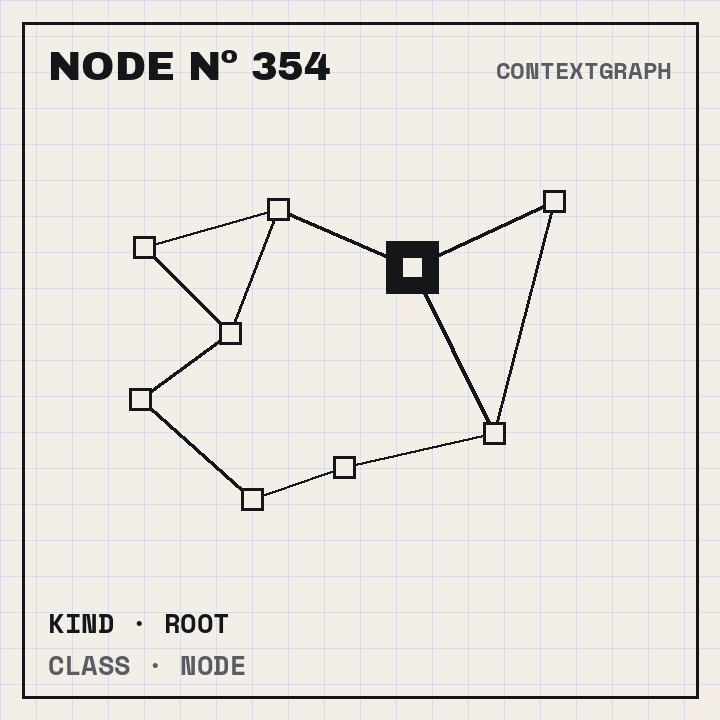 NODE Nº 354
CONTEXTGRAPH
KIND · ROOT
CLASS · NODE